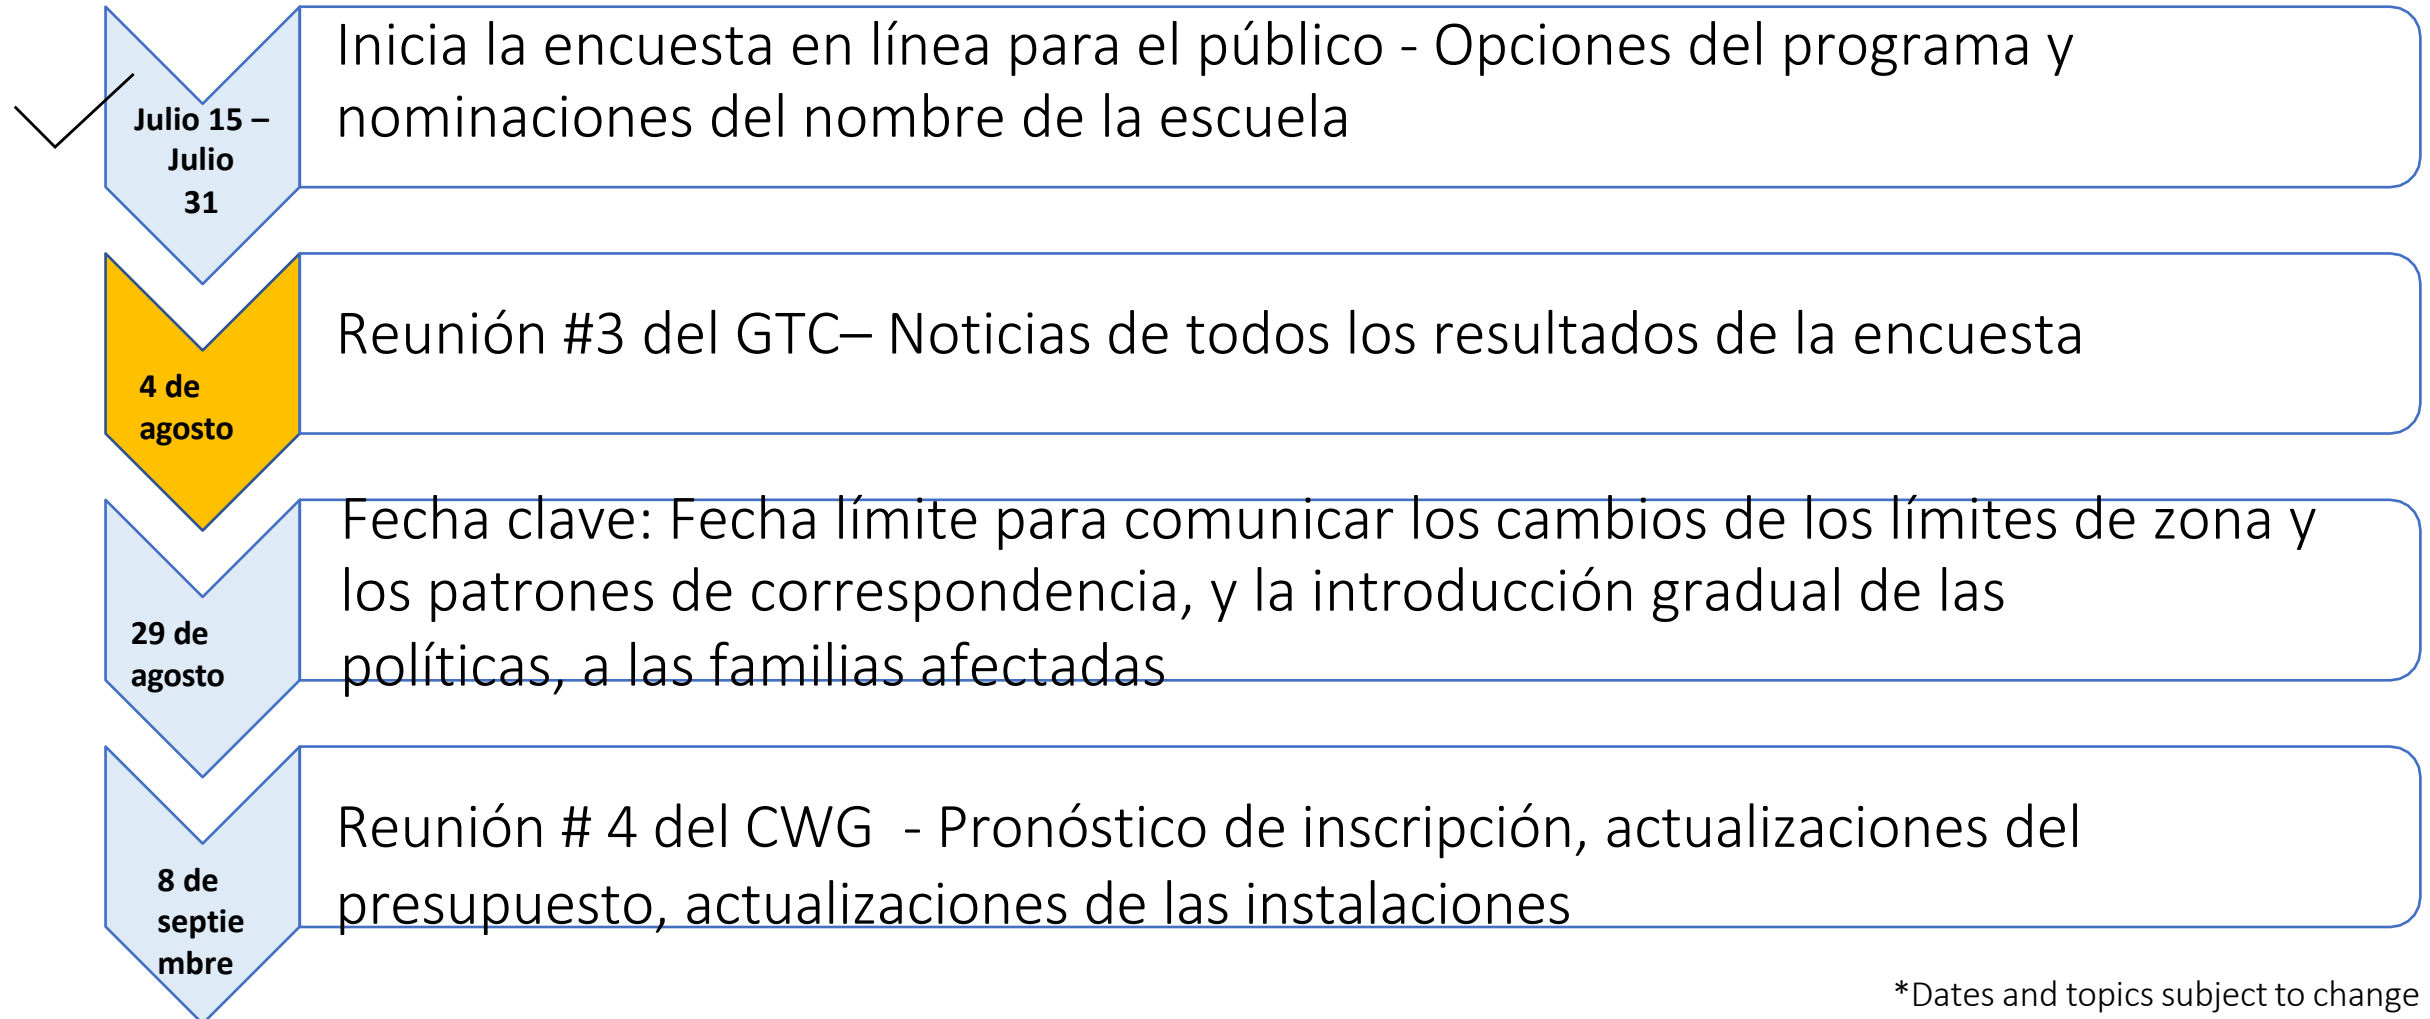 Julio 15 –
Julio
31
Inicia la encuesta en línea para el público - Opciones del programa y
nominaciones del nombre de la escuela
4 de
agosto
Reunión #3 del GTC– Noticias de todos los resultados de la encuesta
29 de
agosto
Fecha clave: Fecha límite para comunicar los cambios de los límites de zona y
los patrones de correspondencia, y la introducción gradual de las
políticas, a las familias afectadas
8 de
septie
mbre
Reunión # 4 del CWG - Pronóstico de inscripción, actualizaciones del
presupuesto, actualizaciones de las instalaciones
*Dates and topics subject to change